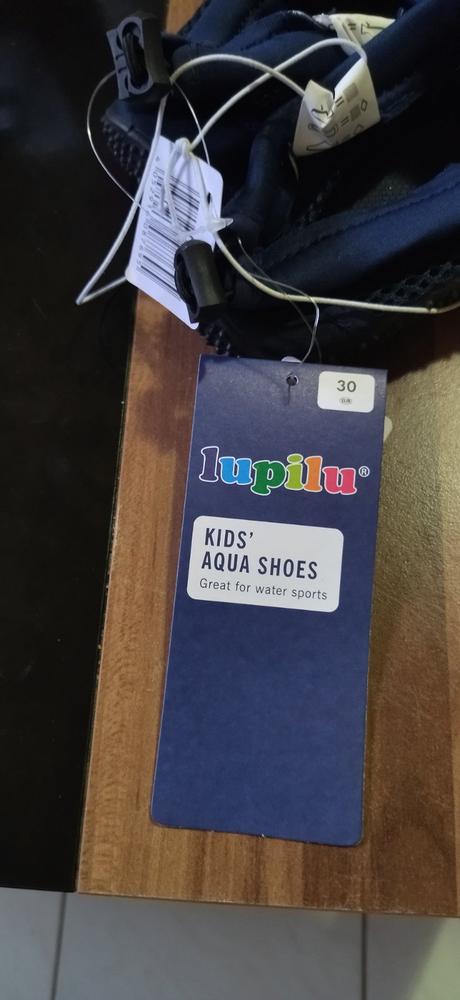 30
lupilu®
KIDS'
AQUA SHOES
Great for water sports